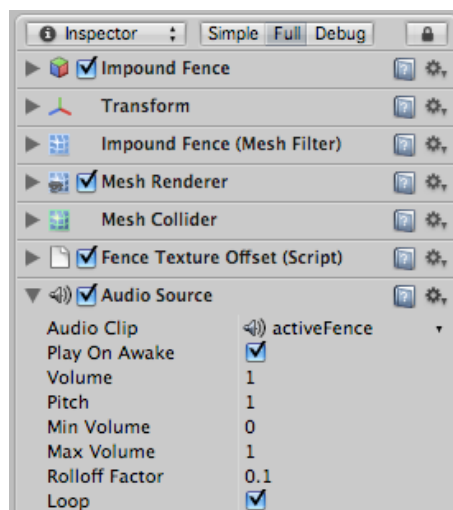 Inspector Simple Full Debug
Impound Fence
Transform
Impound Fence (Mesh Filter)
Mesh Renderer
Mesh Collider
Fence Texture Offset (Script)
Audio Source
Audio Clip activeFence
Play On Awake
Volume 1
Pitch 1
Min Volume 0
Max Volume 1
Rolloff Factor 0.1
Loop